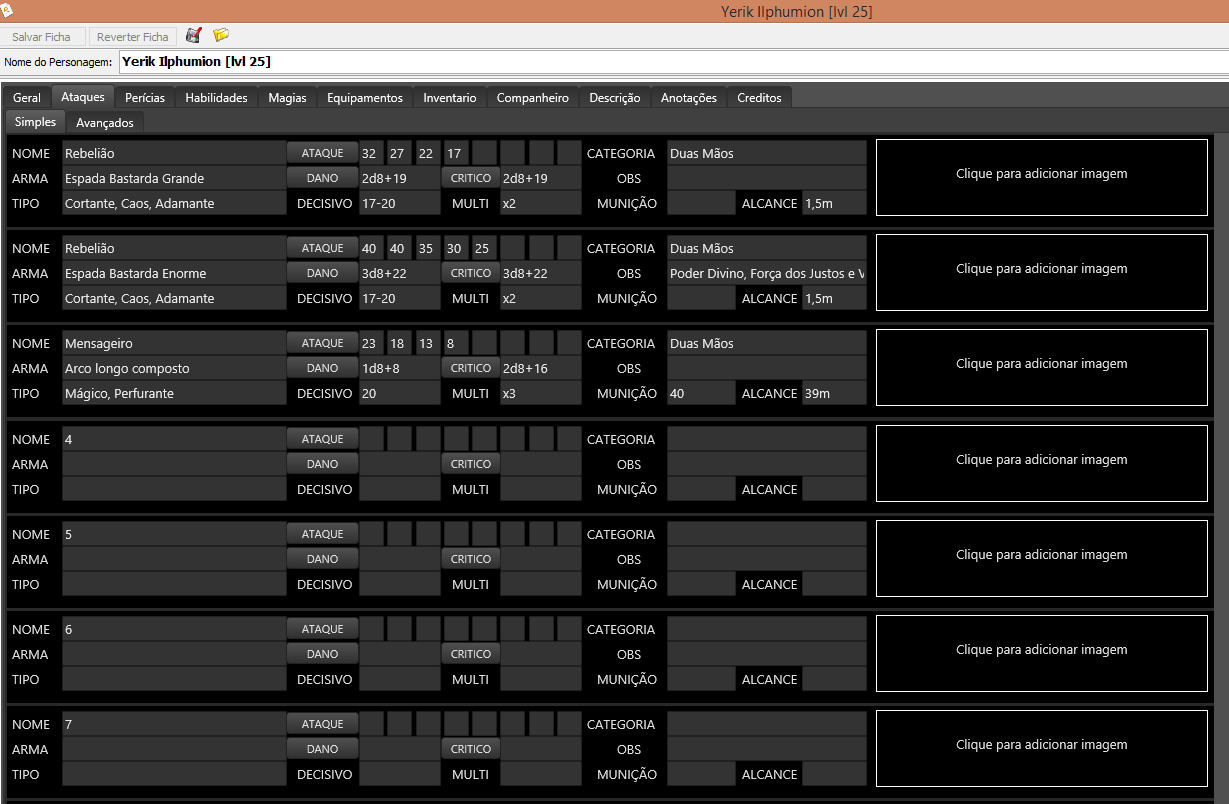 Yerik Ilphumion [lvl 25]
Salvar Ficha Reverter Ficha
Nome do Personagem: Yerik Ilphumion [lvl 25]
Geral Ataques Perícias Habilidades Magias Equipamentos Inventario Companheiro Descrição Anotações Creditos
Simples Avançados
NOME Rebelião ATAQUE 32 27 22 17 CATEGORIA Duas Mãos
ARMA Espada Bastarda Grande DANO 2d8+19 CRITICO 2d8+19 OBS
TIPO Cortante, Caos, Adamante DECISIVO 17-20 MULTI x2 MUNIÇÃO ALCANCE 1,5m
Clique para adicionar imagem
NOME Rebelião ATAQUE 40 40 35 30 25 CATEGORIA Duas Mãos
ARMA Espada Bastarda Enorme DANO 3d8+22 CRITICO 3d8+22 OBS Poder Divino, Força dos Justos e V
TIPO Cortante, Caos, Adamante DECISIVO 17-20 MULTI x2 MUNIÇÃO ALCANCE 1,5m
Clique para adicionar imagem
NOME Mensageiro ATAQUE 23 18 13 8 CATEGORIA Duas Mãos
ARMA Arco longo composto DANO 1d8+8 CRITICO 2d8+16 OBS
TIPO Mágico, Perfurante DECISIVO 20 MULTI x3 MUNIÇÃO 40 ALCANCE 39m
Clique para adicionar imagem
NOME 4 ATAQUE CATEGORIA
ARMA DANO CRITICO OBS
TIPO DECISIVO MULTI MUNIÇÃO ALCANCE
Clique para adicionar imagem
NOME 5 ATAQUE CATEGORIA
ARMA DANO CRITICO OBS
TIPO DECISIVO MULTI MUNIÇÃO ALCANCE
Clique para adicionar imagem
NOME 6 ATAQUE CATEGORIA
ARMA DANO CRITICO OBS
TIPO DECISIVO MULTI MUNIÇÃO ALCANCE
Clique para adicionar imagem
NOME 7 ATAQUE CATEGORIA
ARMA DANO CRITICO OBS
TIPO DECISIVO MULTI MUNIÇÃO ALCANCE
Clique para adicionar imagem